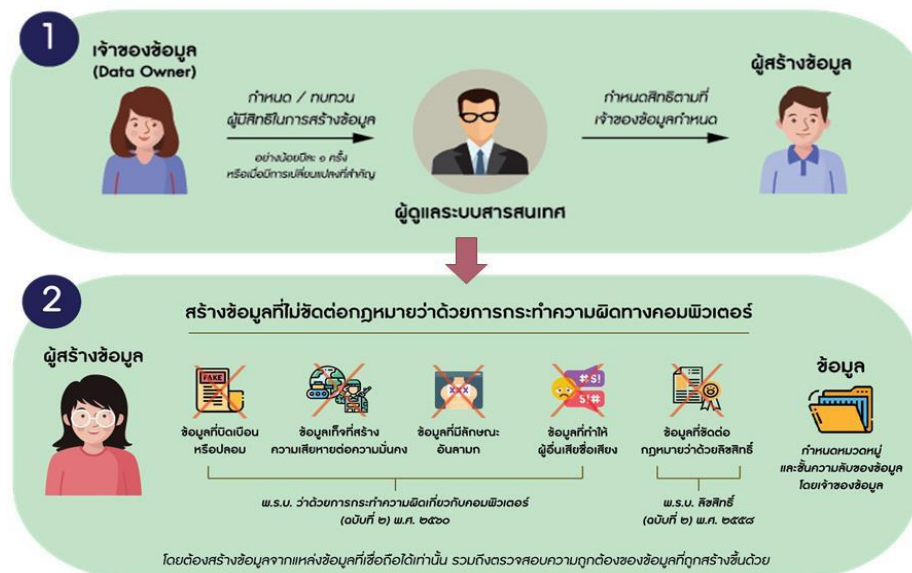 1
เจ้าของข้อมูล
(Data Owner)
กำหนด / ทบทวน
ผู้มีสิทธิในการสร้างข้อมูล
อย่างน้อยปีละ ๑ ครั้ง
หรือเมื่อมีการเปลี่ยนแปลงที่สำคัญ
ผู้ดูแลระบบสารสนเทศ
กำหนดสิทธิตามที่
เจ้าของข้อมูลกำหนด
ผู้สร้างข้อมูล
2
สร้างข้อมูลที่ไม่ขัดต่อกฎหมายว่าด้วยการกระทำความผิดทางคอมพิวเตอร์
ผู้สร้างข้อมูล
FAKE
ข้อมูลที่บิดเบือน
หรือปลอม
ข้อมูลเท็จที่สร้าง
ความเสียหายต่อความมั่นคง
XXX
ข้อมูลที่มีลักษณะ
อันลามก
#S!
S!#
ข้อมูลที่ทำให้
ผู้อื่นเสียชื่อเสียง
ข้อมูลที่ขัดต่อ
กฎหมายว่าด้วยลิขสิทธิ์
พ.ร.บ. ว่าด้วยการกระทำความผิดเกี่ยวกับคอมพิวเตอร์
(ฉบับที่ ๒) พ.ศ. ๒๕๖๐
พ.ร.บ. ลิขสิทธิ์
(ฉบับที่ ๒) พ.ศ. ๒๕๕๘
ข้อมูล
กำหนดหมวดหมู่
และชั้นความลับของข้อมูล
โดยเจ้าของข้อมูล
โดยต้องสร้างข้อมูลจากแหล่งข้อมูลที่เชื่อถือได้เท่านั้น รวมถึงตรวจสอบความถูกต้องของข้อมูลที่ถูกสร้างขึ้นด้วย